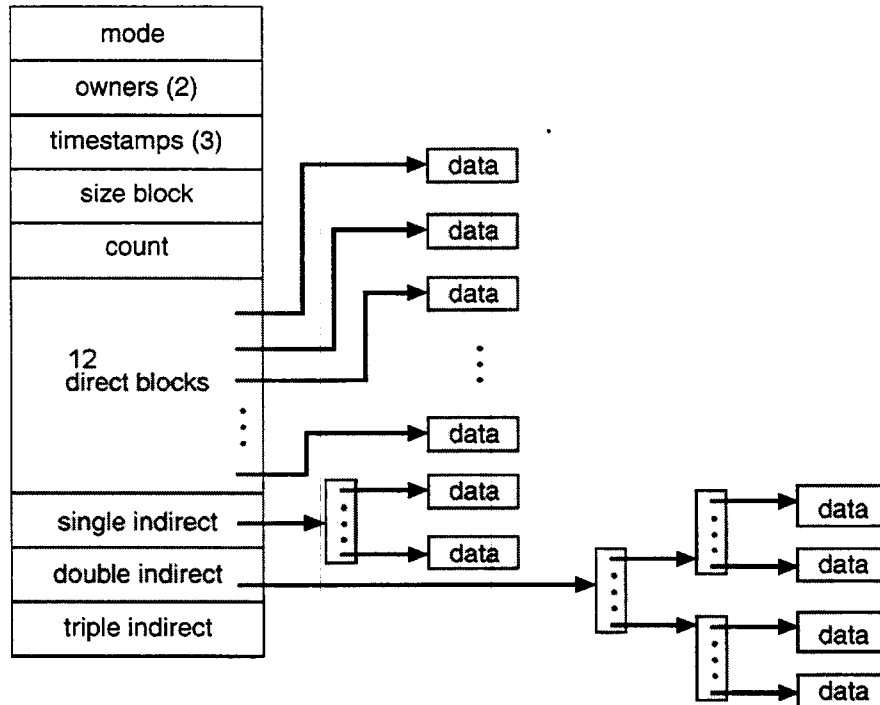 mode
owners (2)
timestamps (3)
size block
count
12
direct blocks
single indirect
double indirect
triple indirect
data
data
data
data
data
data
data
data
data
data